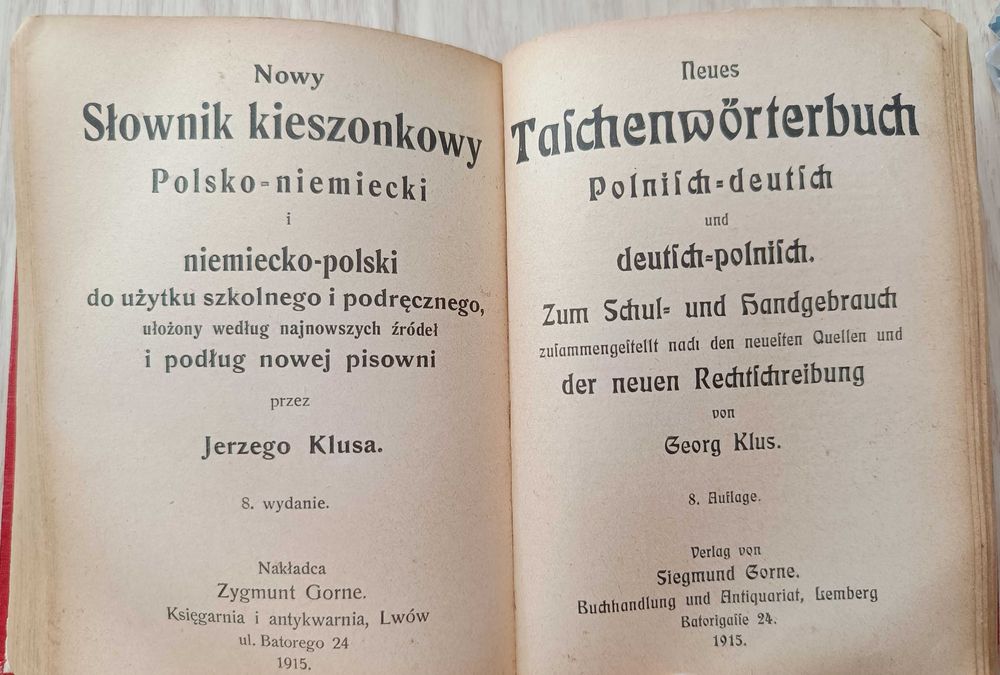 Nowy
Słownik kieszonkowy
Polsko-niemiecki
i
niemiecko-polski
do użytku szkolnego i podręcznego,
ułożony według najnowszych źródeł
i podług nowej pisowni
przez
Jerzego Klusa.
8. wydanie.
Nakładca
Zygmunt Gorne.
Księgarnia i antykwarnia, Lwów
ul. Batorego 24
1915.
Neues
Taſchenwörterbuch
Polniſch-deutſch
und
deutſch-polniſch.
Zum Schul- und Handgebrauch
zuſammengeſtellt nach den neueſten Quellen und
der neuen Rechtſchreibung
von
Georg Klus.
8. Auflage.
Verlag von
Siegmund Gorne.
Buchhandlung und Antiquariat, Lemberg
Batorigaſſe 24.
1915.